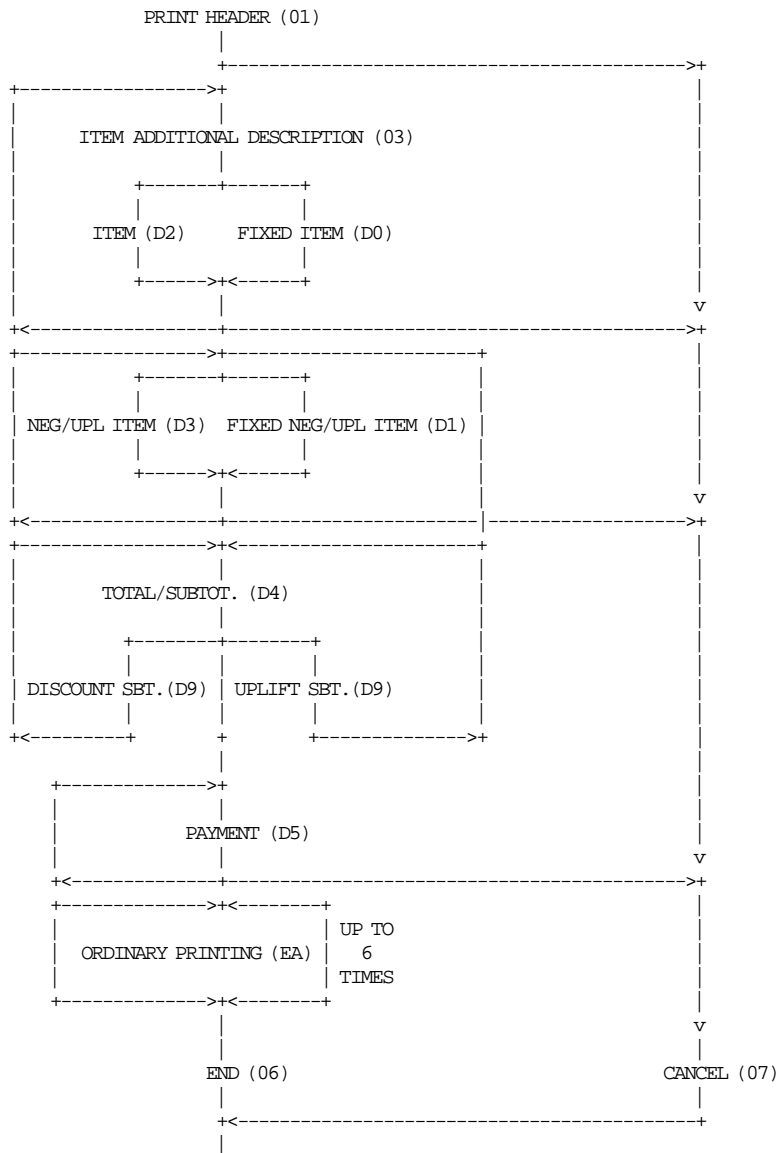 PRINT HEADER (01)
ITEM ADDITIONAL DESCRIPTION (03)
ITEM (D2) FIXED ITEM (D0)
v
NEG/UPL ITEM (D3) FIXED NEG/UPL ITEM (D1)
v
TOTAL/SUBTOT. (D4)
DISCOUNT SBT.(D9) UPLIFT SBT.(D9)
PAYMENT (D5)
v
UP TO
ORDINARY PRINTING (EA) 6
TIMES
v
END (06) CANCEL (07)